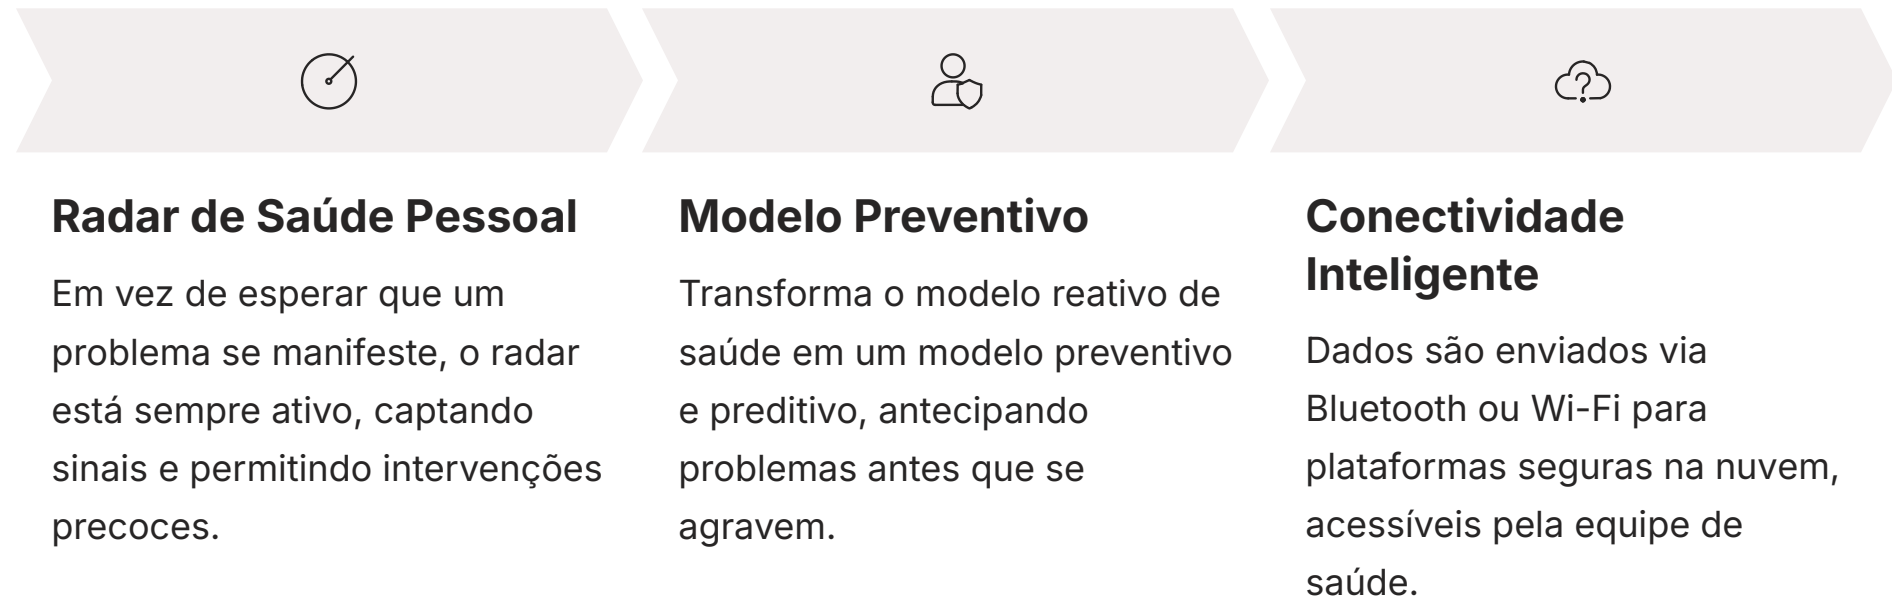 Radar de Saúde Pessoal
Em vez de esperar que um
problema se manifeste, o radar
está sempre ativo, captando
sinais e permitindo intervenções
precoces.
Modelo Preventivo
Transforma o modelo reativo de
saúde em um modelo preventivo
e preditivo, antecipando
problemas antes que se
agravem.
Conectividade
Inteligente
Dados são enviados via
Bluetooth ou Wi-Fi para
plataformas seguras na nuvem,
acessíveis pela equipe de
saúde.